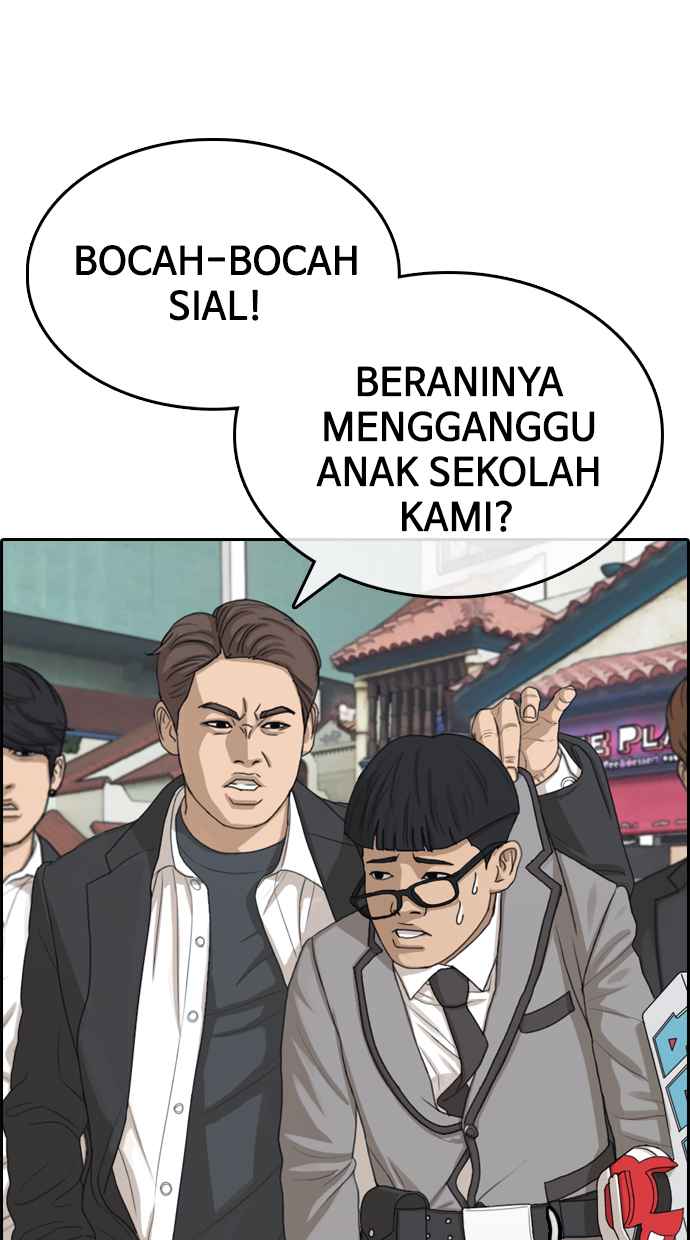 BOCAH-BOCAH
SIAL!
BERANINYA
MENGGANGGU
ANAK SEKOLAH
KAMI?